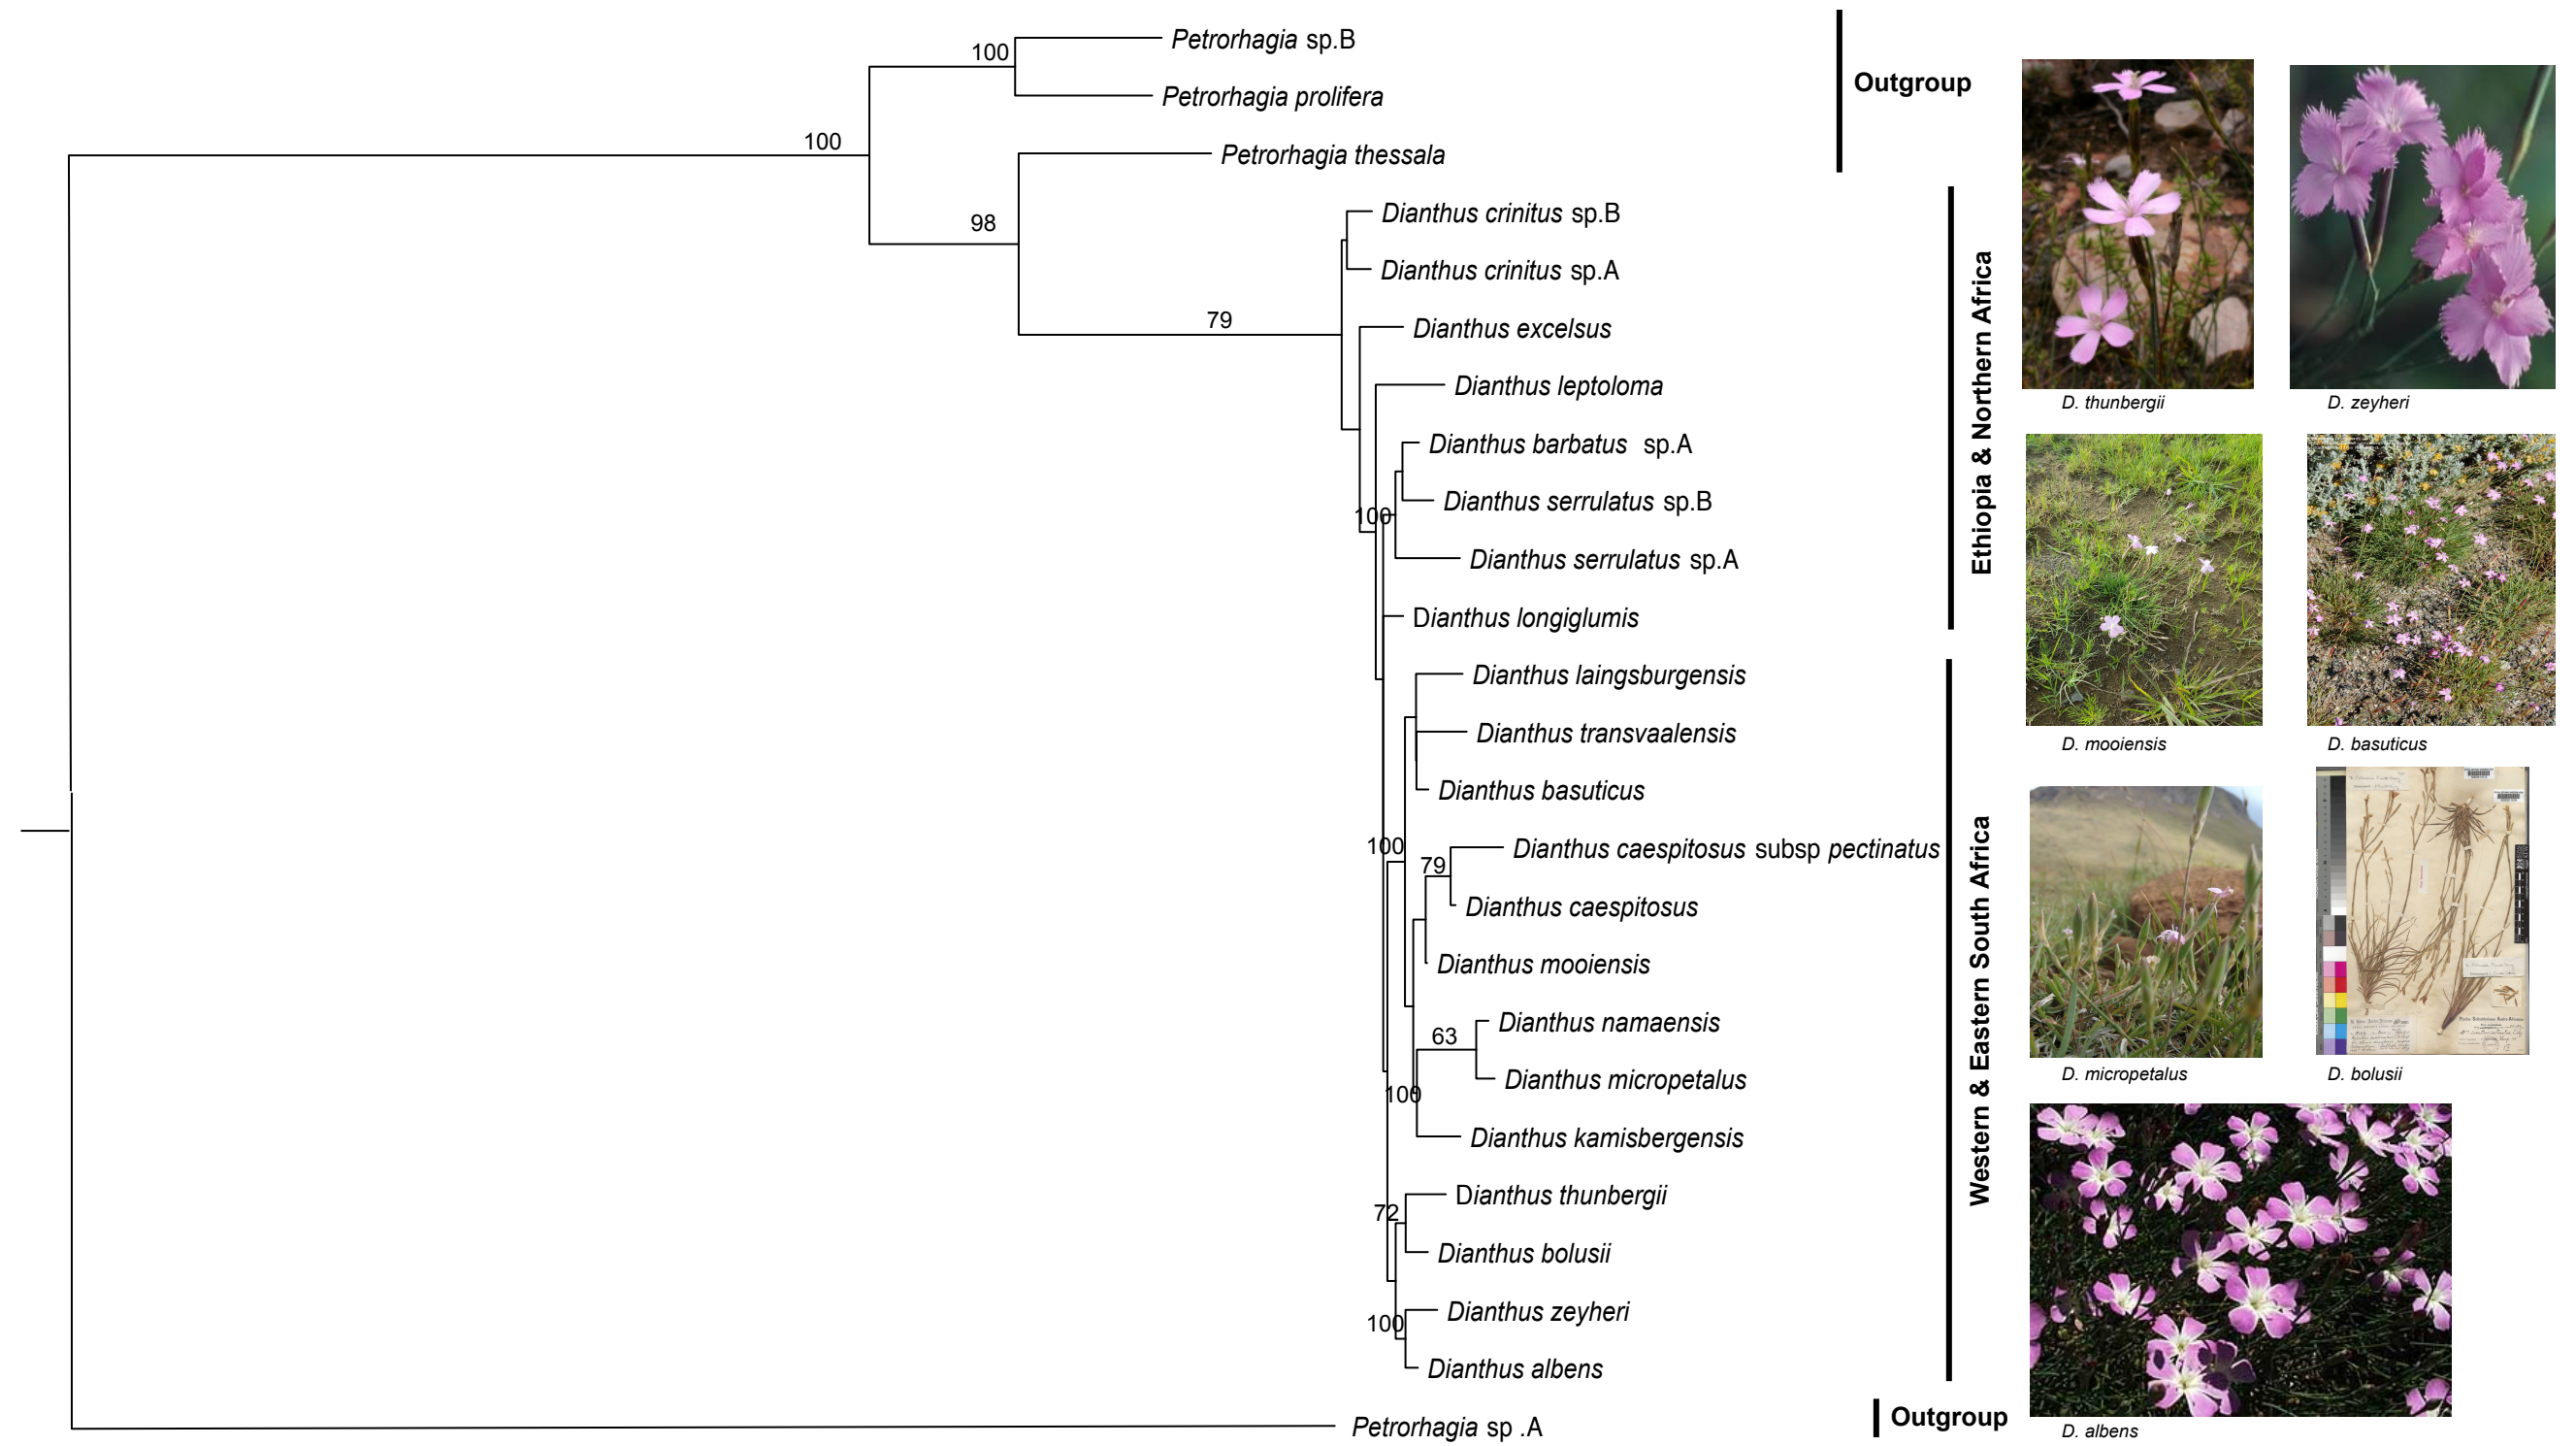 Petrorhagia sp.B
100
Petrorhagia prolifera
Outgroup
100
Petrorhagia thessala
98
Dianthus crinitus sp.B
Dianthus crinitus sp.A
79
Dianthus excelsus
Dianthus leptoloma
Dianthus barbatus sp.A
Dianthus serrulatus sp.B
100
Dianthus serrulatus sp.A
Dianthus longiglumis
Ethiopia & Northern Africa
Dianthus laingsburgensis
Dianthus transvaalensis
Dianthus basuticus
100
Dianthus caespitosus subsp pectinatus
79
Dianthus caespitosus
Dianthus mooiensis
Dianthus namaensis
63
Dianthus micropetalus
100
Dianthus kamisbergensis
Dianthus thunbergii
72
Dianthus bolusii
Dianthus zeyheri
100
Dianthus albens
Western & Eastern South Africa
Petrorhagia sp .A
Outgroup
D. thunbergii
D. zeyheri
D. mooiensis
D. basuticus
D. micropetalus
D. bolusii
D. albens